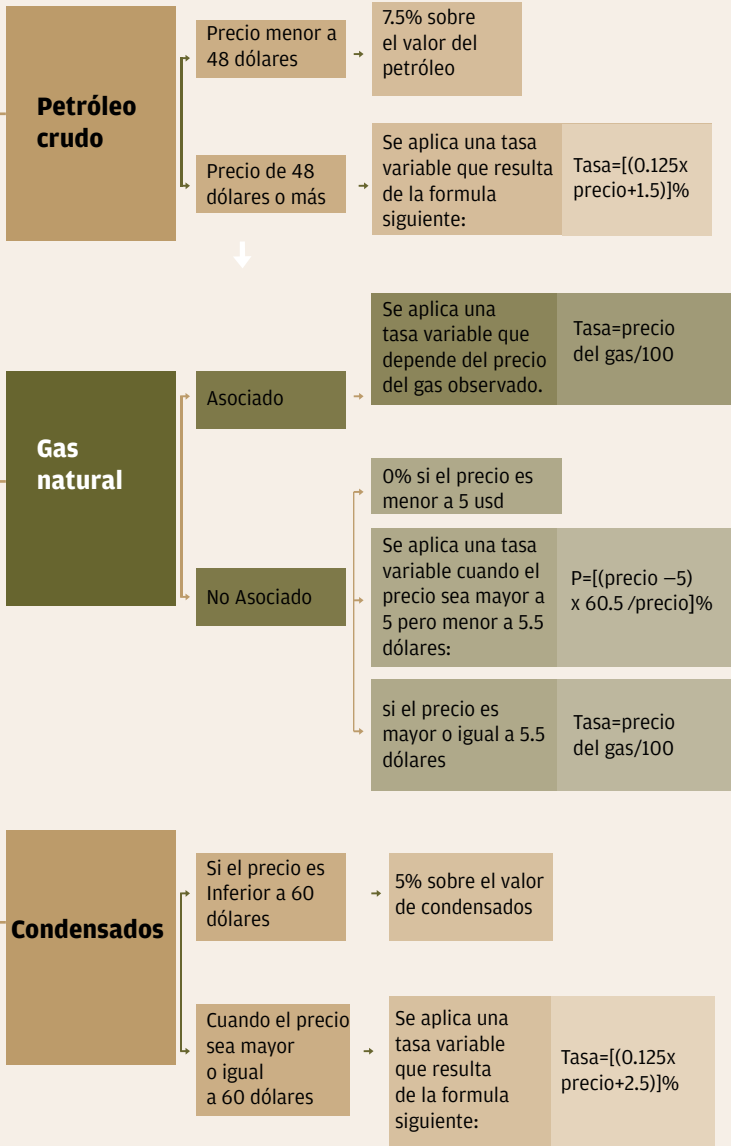 Petróleo
crudo
Precio menor a
48 dólares
7.5% sobre
el valor del
petróleo
Precio de 48
dólares o más
Se aplica una tasa
variable que resulta
de la formula
siguiente:
Tasa=[(0.125x
precio+1.5)]%
Gas
natural
Asociado
Se aplica una
tasa variable que
depende del precio
del gas observado.
Tasa=precio
del gas/100
No Asociado
0% si el precio es
menor a 5 usd
Se aplica una tasa
variable cuando el
precio sea mayor a
5 pero menor a 5.5
dólares:
P=[(precio –5)
x 60.5 /precio]%
si el precio es
mayor o igual a 5.5
dólares
Tasa=precio
del gas/100
Condensados
Si el precio es
Inferior a 60
dólares
5% sobre el valor
de condensados
Cuando el precio
sea mayor
o igual
a 60 dólares
Se aplica una
tasa variable
que resulta
de la formula
siguiente:
Tasa=[(0.125x
precio+2.5)]%